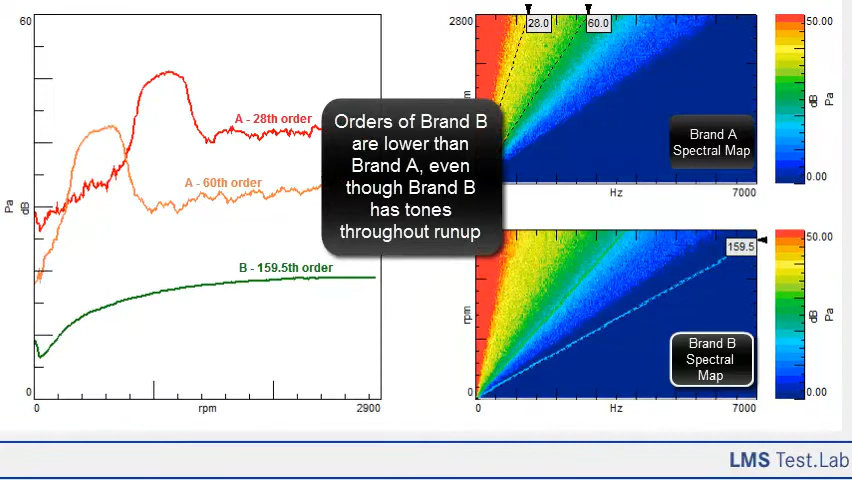 60
Pa
dB
0
0
rpm
2900
A - 28th order
A - 60th order
B - 159.5th order
Orders of Brand B
are lower than
Brand A, even
though Brand B
has tones
throughout runup
2800
28.0
60.0
Brand A
Spectral Map
Hz
7000
50.00
dB
Pa
0.00
rpm
0
0
Hz
7000
159.5
Brand B
Spectral
Map
50.00
dB
Pa
0.00
LMS Test.Lab